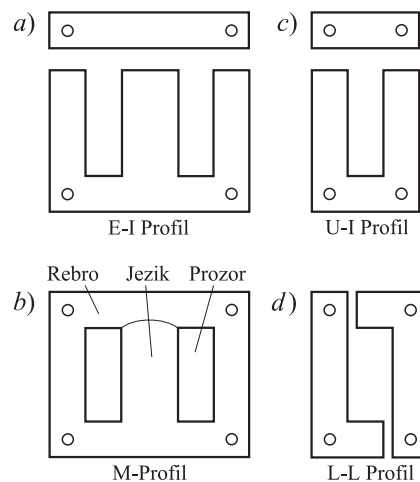 a)
c)
E-I Profil
U-I Profil
Rebro Jezik Prozor
b)
d)
M-Profil
L-L Profil